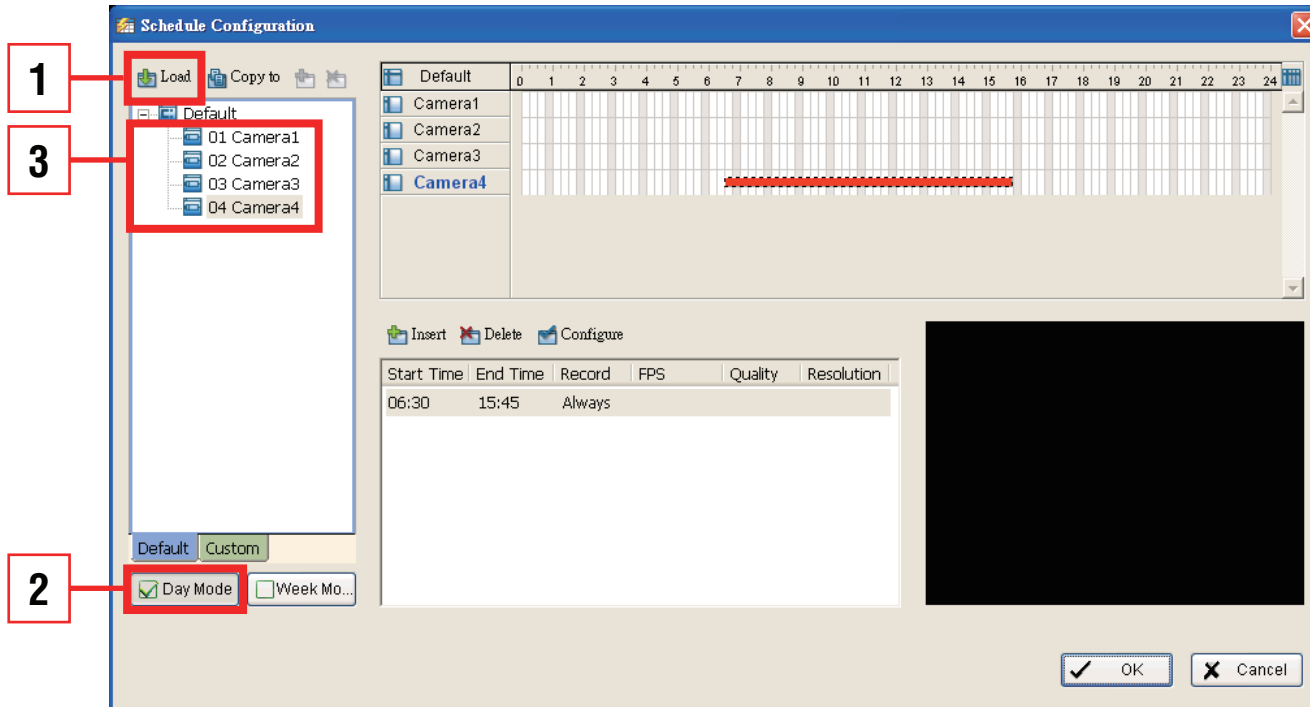 Schedule Configuration
1
Load Copy to
Default
01 Camera1
02 Camera2
03 Camera3
04 Camera4
3
Default Custom
2
Day Mode Week Mo...
Default 0 1 2 3 4 5 6 7 8 9 10 11 12 13 14 15 16 17 18 19 20 21 22 23 24
Camera1
Camera2
Camera3
Camera4
Insert Delete Configure
Start Time End Time Record FPS Quality Resolution
06:30 15:45 Always
OK Cancel